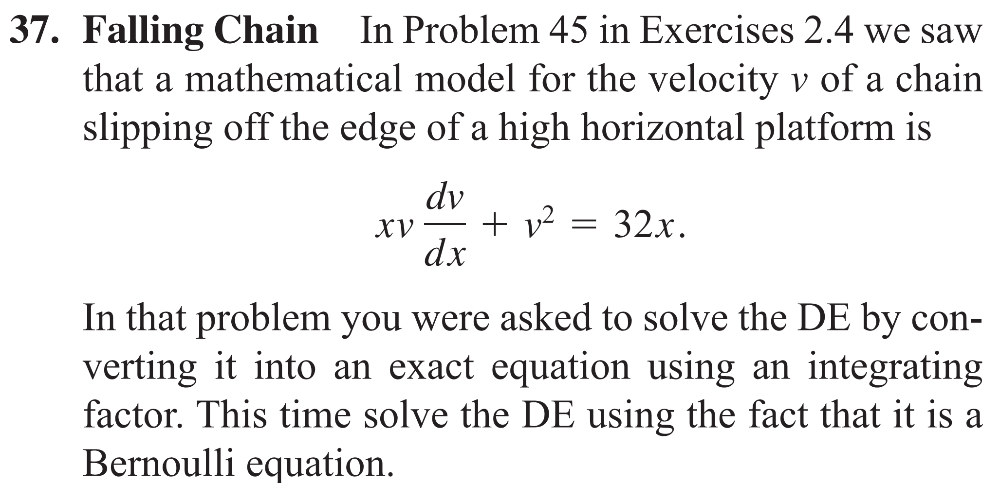 37. Falling Chain In Problem 45 in Exercises 2.4 we saw
that a mathematical model for the velocity v of a chain
slipping off the edge of a high horizontal platform is
xv dv/dx + v² = 32x.
In that problem you were asked to solve the DE by con-
verting it into an exact equation using an integrating
factor. This time solve the DE using the fact that it is a
Bernoulli equation.